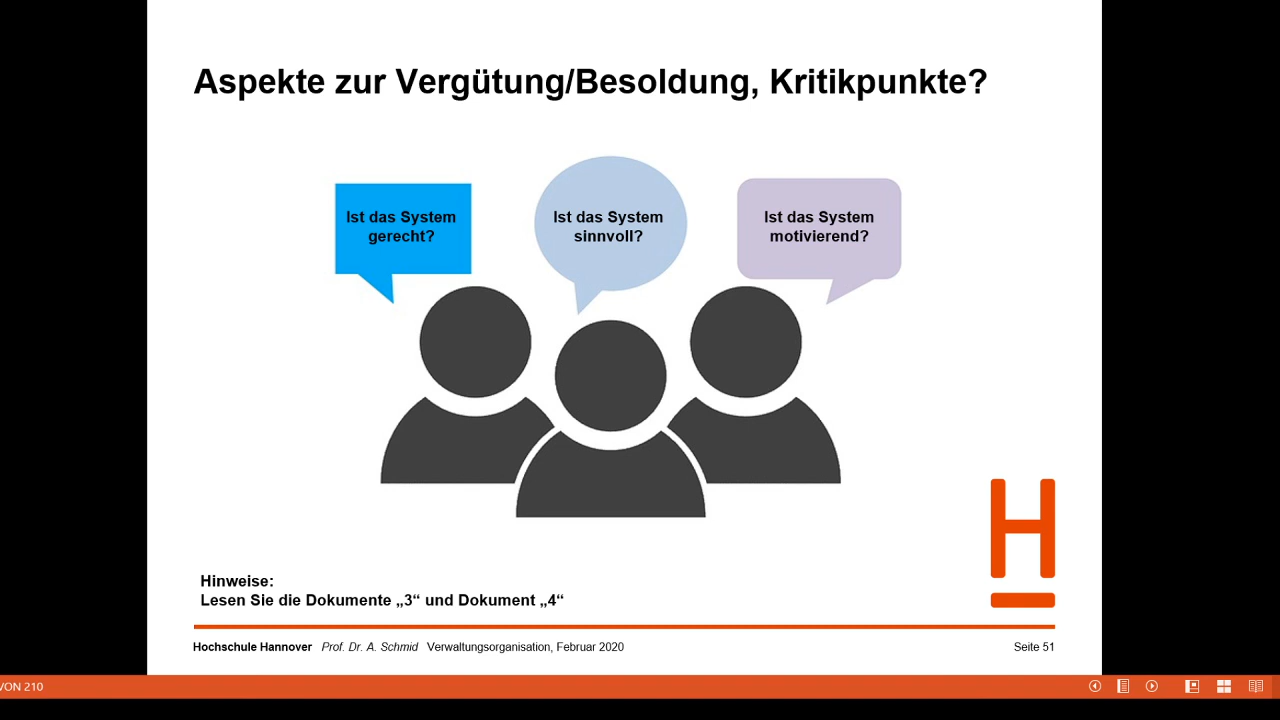 Aspekte zur Vergütung/Besoldung, Kritikpunkte?
Ist das System
gerecht?
Ist das System
sinnvoll?
Ist das System
motivierend?
H
Hinweise:
Lesen Sie die Dokumente „3“ und Dokument „4“
Hochschule Hannover Prof. Dr. A. Schmid Verwaltungsorganisation, Februar 2020
Seite 51
VON 210